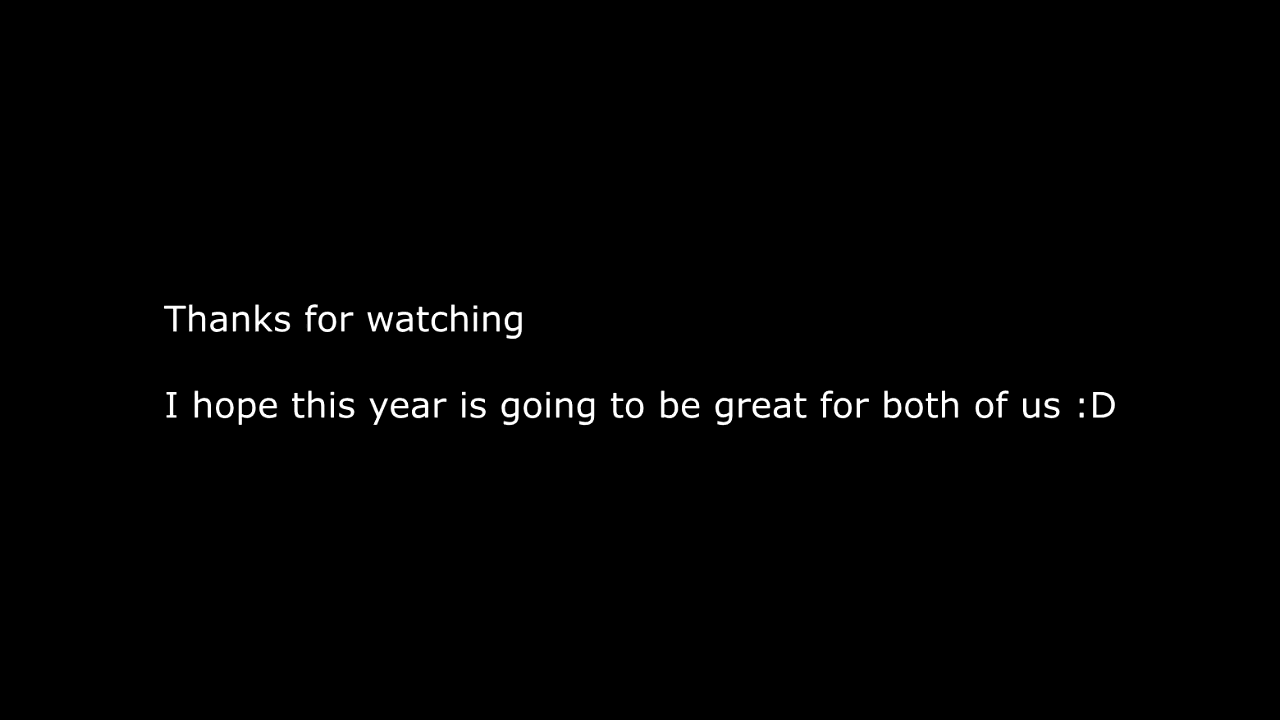 Thanks for watching
I hope this year is going to be great for both of us :D